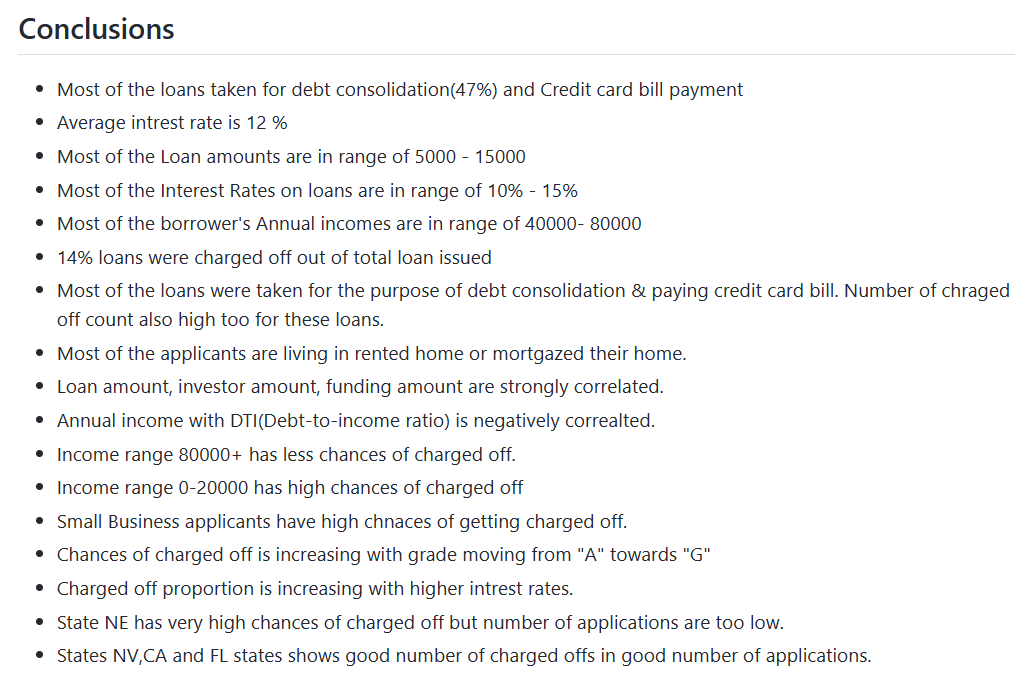 Conclusions
Most of the loans taken for debt consolidation(47%) and Credit card bill payment
Average intrest rate is 12 %
Most of the Loan amounts are in range of 5000 - 15000
Most of the Interest Rates on loans are in range of 10% - 15%
Most of the borrower's Annual incomes are in range of 40000- 80000
14% loans were charged off out of total loan issued
Most of the loans were taken for the purpose of debt consolidation & paying credit card bill. Number of chraged
off count also high too for these loans.
Most of the applicants are living in rented home or mortgazed their home.
Loan amount, investor amount, funding amount are strongly correlated.
Annual income with DTI(Debt-to-income ratio) is negatively correalted.
Income range 80000+ has less chances of charged off.
Income range 0-20000 has high chances of charged off
Small Business applicants have high chnaces of getting charged off.
Chances of charged off is increasing with grade moving from "A" towards "G"
Charged off proportion is increasing with higher intrest rates.
State NE has very high chances of charged off but number of applications are too low.
States NV,CA and FL states shows good number of charged offs in good number of applications.